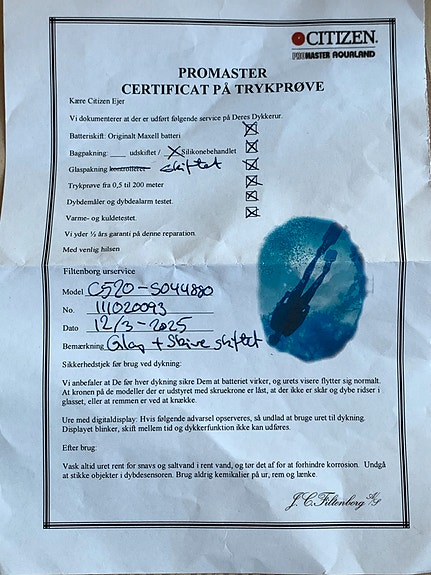 CITIZEN.
PROMASTER AQUALAND
PROMASTER
CERTIFICAT PÅ TRYKPRØVE
Kære Citizen Ejer
Vi dokumenterer at der er udført følgende service på Deres Dykkerur.
Batteriskift: Originalt Maxell batteri
Bagpakning: ___ udskiftet / X Silikonebehandlet
Glaspakning kontrolleret skiftet
Trykprøve fra 0,5 til 200 meter
Dybdemåler og dybdealarm testet.
Varme- og kuldetestet.
Vi yder ½ års garanti på denne reparation.
Med venlig hilsen
Filtenborg urservice
Model C520-S044880
No. 111020093
Dato 12/3-2025
Bemærkning Glas + Skive skiftet
Sikkerhedstjek før brug ved dykning:
Vi anbefaler at De før hver dykning sikre Dem at batteriet virker, og urets visere flytter sig normalt.
At kronen på de modeller der er udstyret med skruekrone er låst, at der ikke er skår og dybe ridser i
glasset, eller at remmen er ved at knække.
Ure med digitaldisplay: Hvis følgende advarsel opserveres, så undlad at bruge uret til dykning.
Displayet blinker, skift mellem tid og dykkerfunktion ikke kan udføres.
Efter brug:
Vask altid uret rent for snavs og saltvand i rent vand, og tør det af for at forhindre korrosion. Undgå
at stikke objekter i dybdesensoren. Brug aldrig kemikalier på ur, rem og lænke.
J. C. Filtenborg A/S